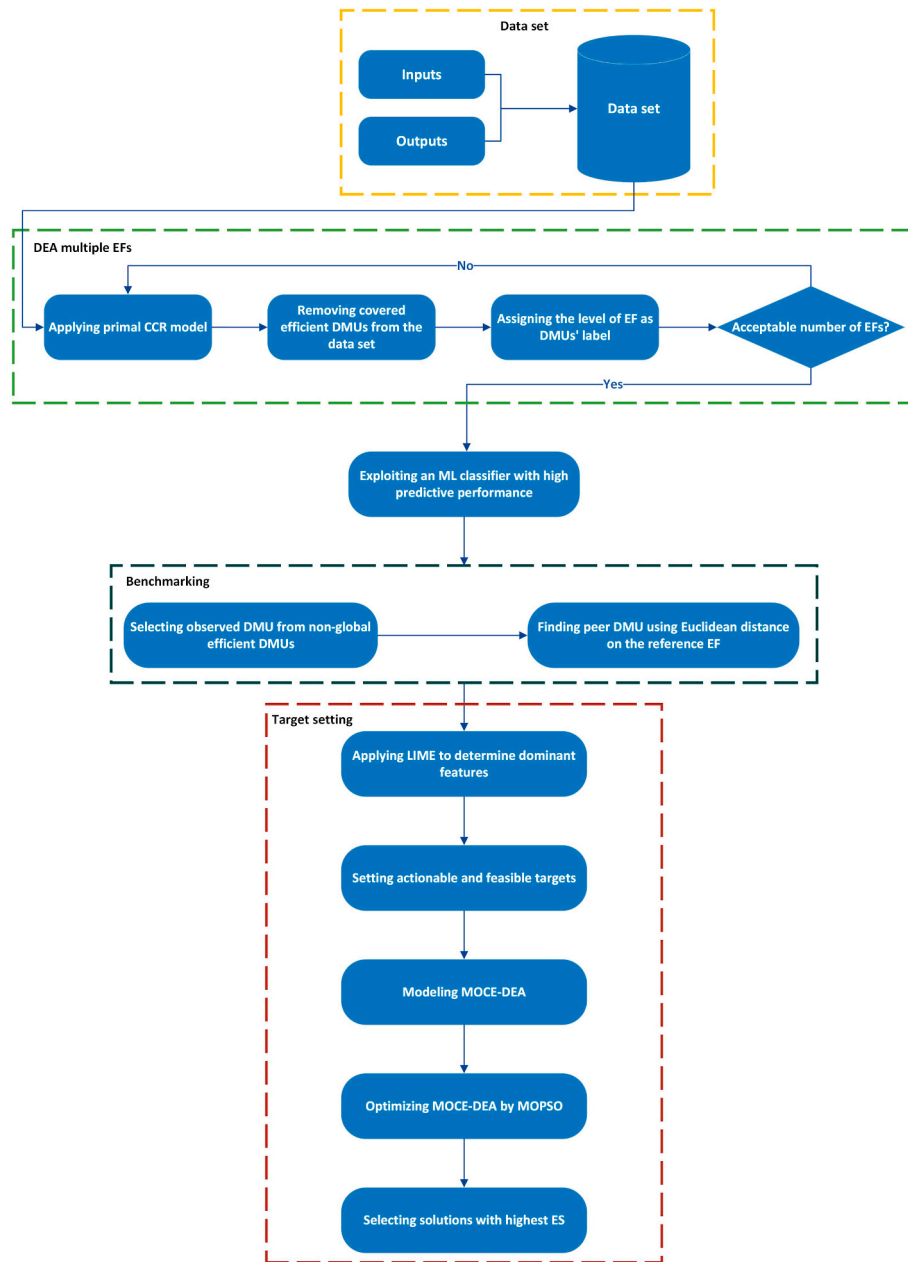 Data set
Inputs
Outputs
Data set
DEA multiple EFs
No
Applying primal CCR model
Removing covered
efficient DMUs from the
data set
Assigning the level of EF as
DMUs' label
Acceptable number of EFs?
Yes
Exploiting an ML classifier with high
predictive performance
Benchmarking
Selecting observed DMU from non-global
efficient DMUs
Finding peer DMU using Euclidean distance
on the reference EF
Target setting
Applying LIME to determine dominant
features
Setting actionable and feasible targets
Modeling MOCE-DEA
Optimizing MOCE-DEA by MOPSO
Selecting solutions with highest ES